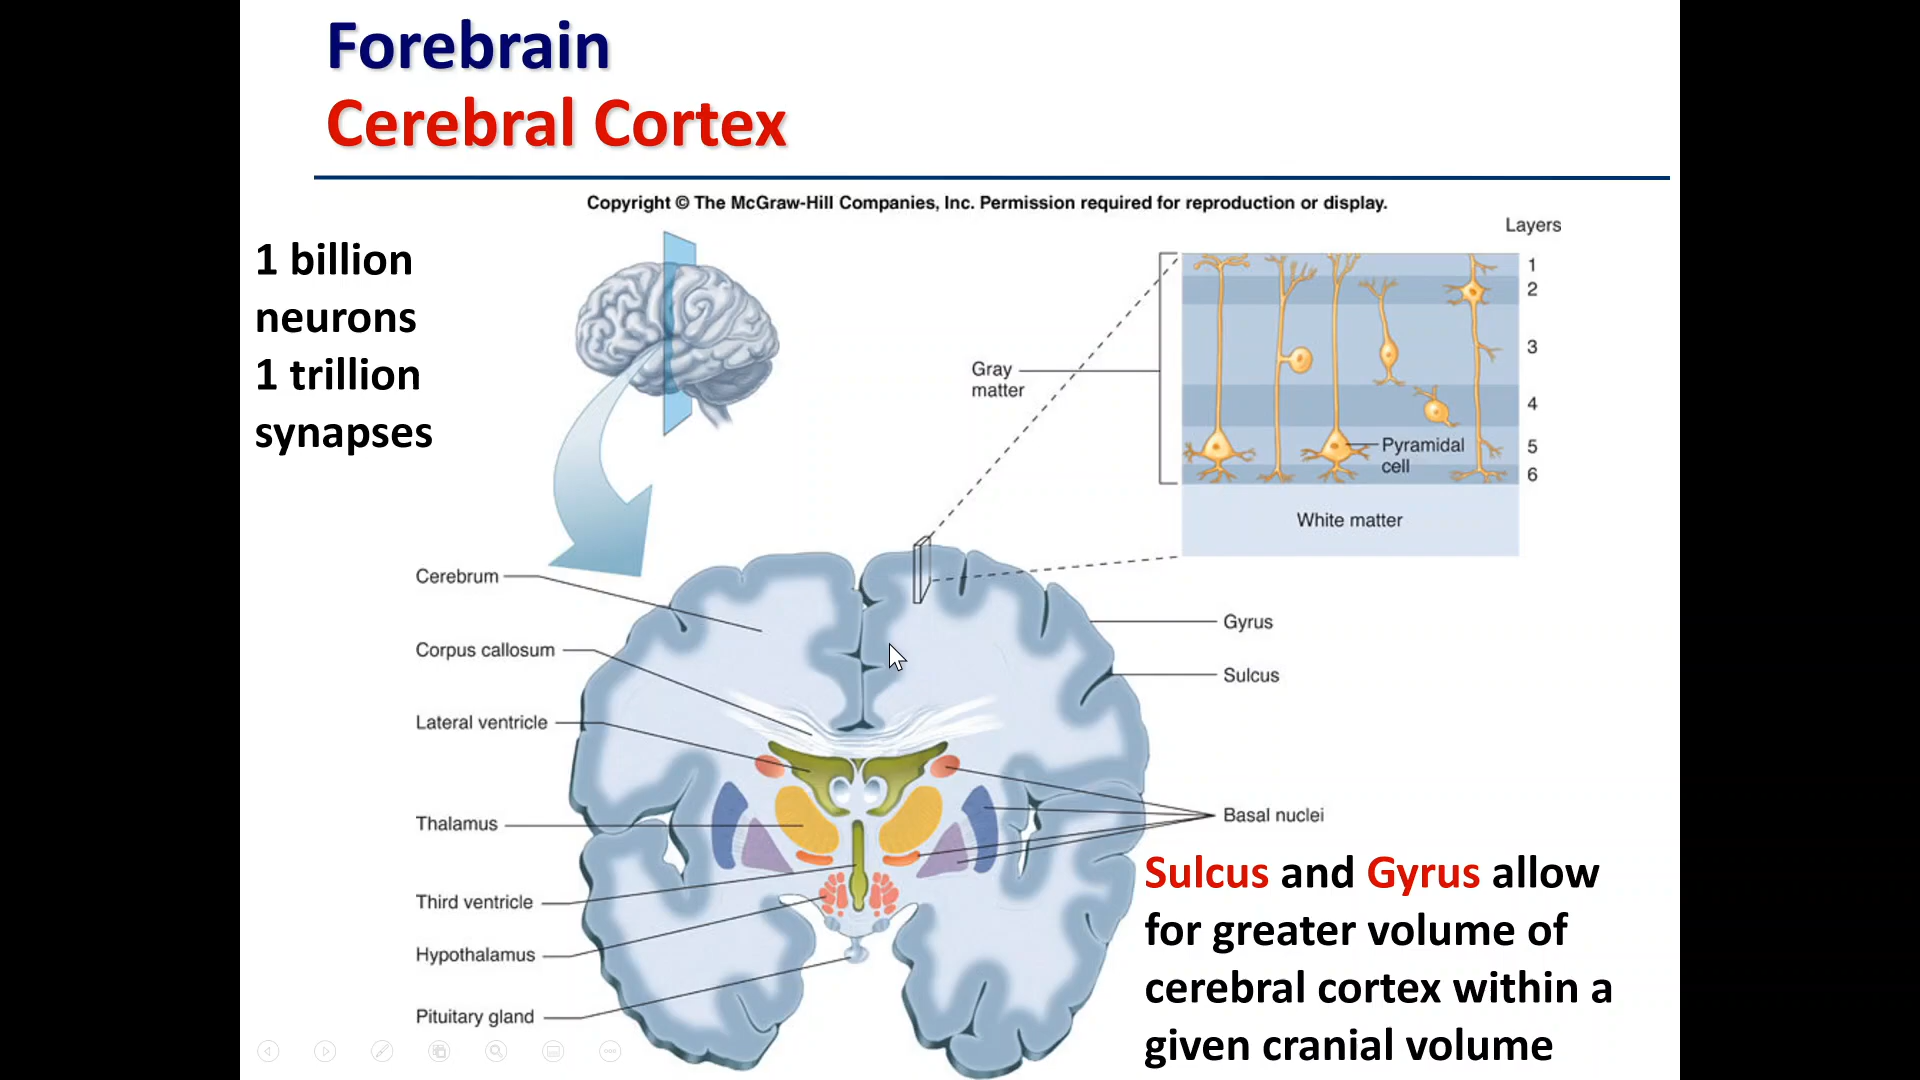 Forebrain
Cerebral Cortex
Copyright © The McGraw-Hill Companies, Inc. Permission required for reproduction or display.
1 billion
neurons
1 trillion
synapses
Layers
1
2
3
4
5
6
Gray
matter
Pyramidal
cell
White matter
Cerebrum
Corpus callosum
Lateral ventricle
Thalamus
Third ventricle
Hypothalamus
Pituitary gland
Gyrus
Sulcus
Basal nuclei
Sulcus and Gyrus allow
for greater volume of
cerebral cortex within a
given cranial volume